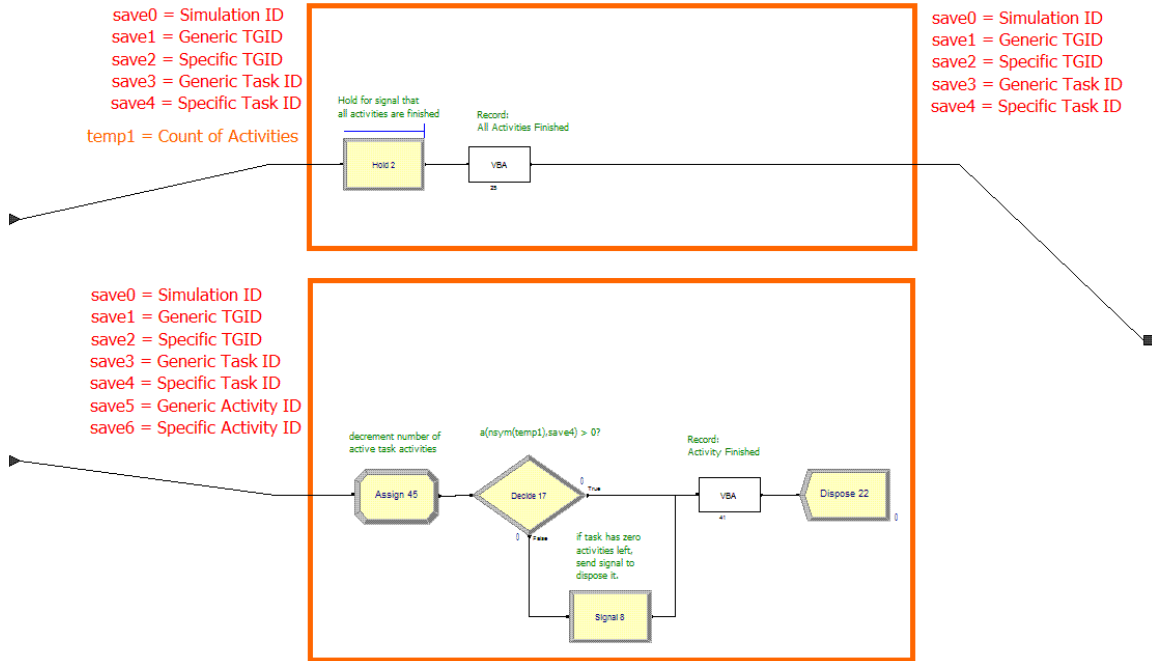 save0 = Simulation ID
save1 = Generic TGID
save2 = Specific TGID
save3 = Generic Task ID
save4 = Specific Task ID
temp1 = Count of Activities
Hold for signal that
all activities are finished
Hold 2
Record:
All Activities Finished
VBA
25
save0 = Simulation ID
save1 = Generic TGID
save2 = Specific TGID
save3 = Generic Task ID
save4 = Specific Task ID
save0 = Simulation ID
save1 = Generic TGID
save2 = Specific TGID
save3 = Generic Task ID
save4 = Specific Task ID
save5 = Generic Activity ID
save6 = Specific Activity ID
decrement number of
active task activities
Assign 45
a(nsym(temp1),save4) > 0?
Decide 17
0
True
0
False
if task has zero
activities left,
send signal to
dispose it.
Signal 8
Record:
Activity Finished
VBA
41
Dispose 22
0